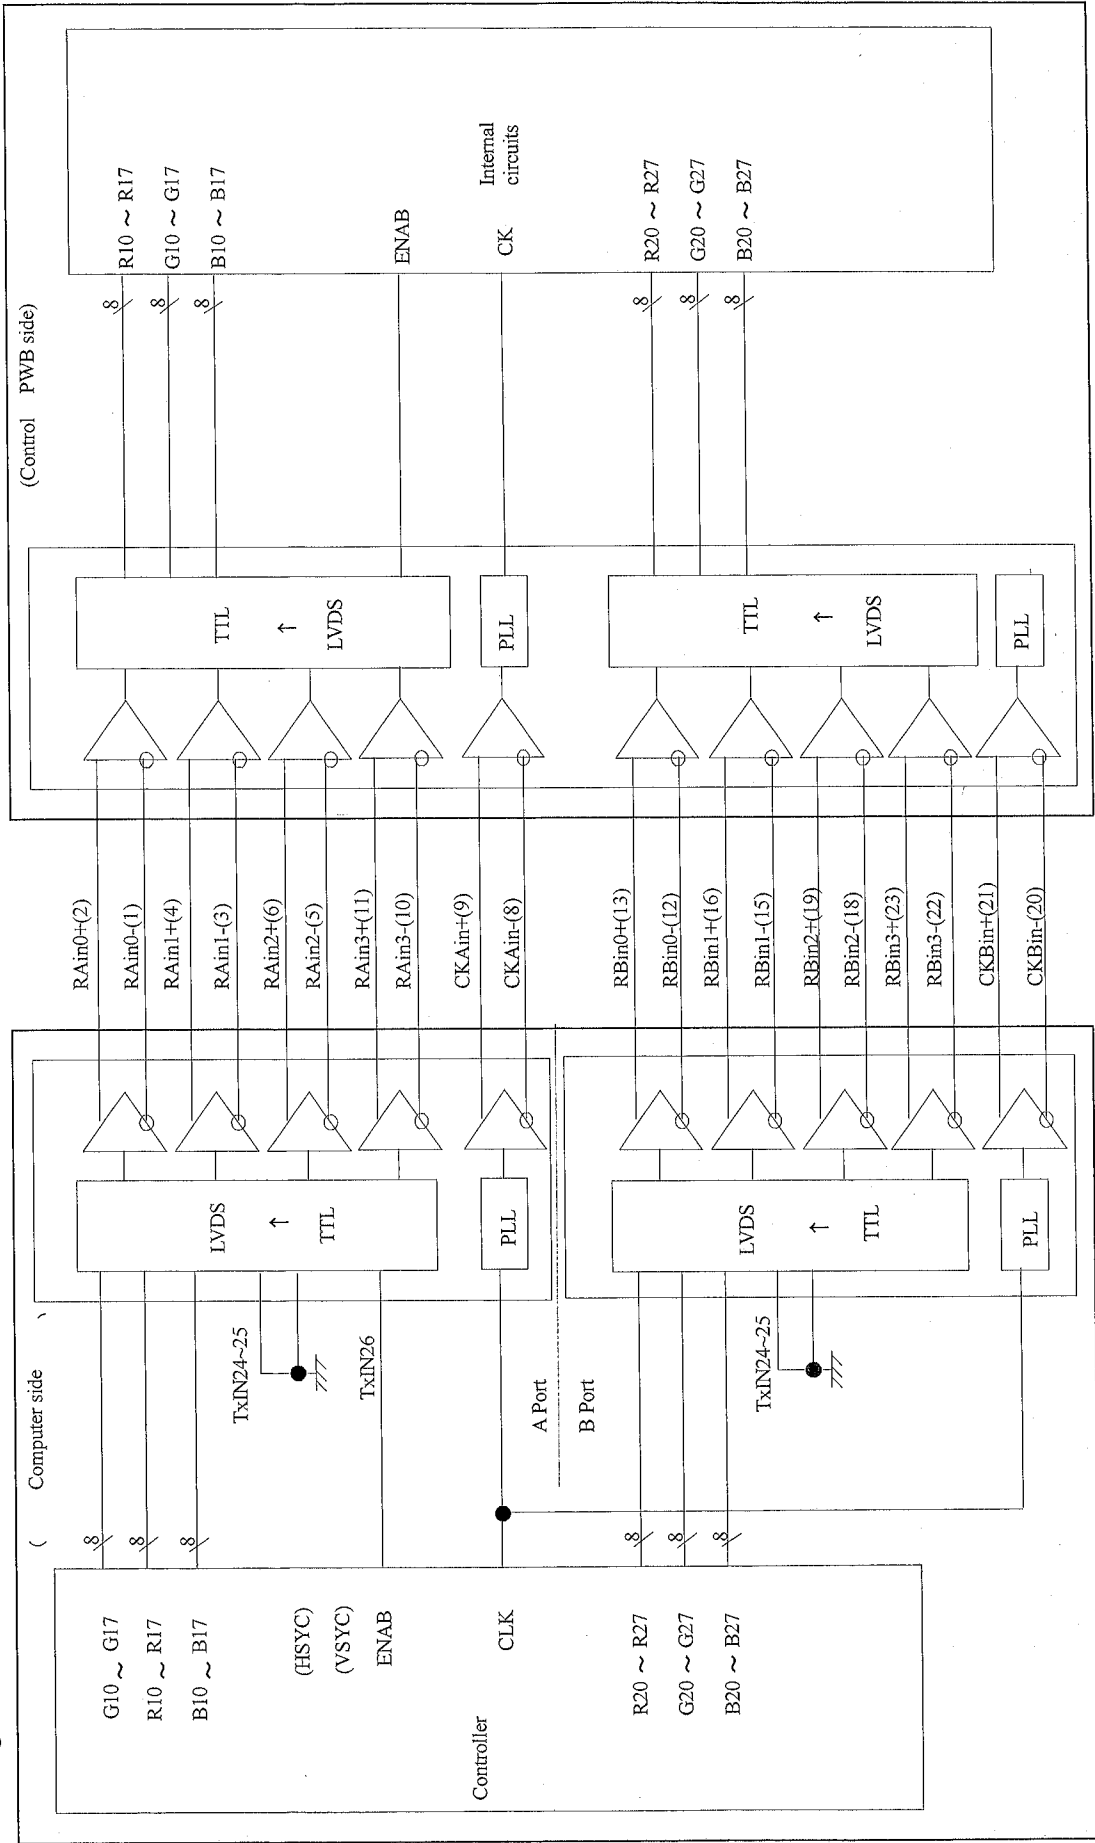 (Computer side)
Controller
G10 ~ G17
R10 ~ R17
B10 ~ B17
(HSYC)
(VSYC)
ENAB
CLK
R20 ~ R27
G20 ~ G27
B20 ~ B27
8
8
8
8
8
8
TxIN24~25
TxIN26
A Port
B Port
TxIN24~25
LVDS
↑
TTL
PLL
LVDS
↑
TTL
PLL
RAin0+(2)
RAin0-(1)
RAin1+(4)
RAin1-(3)
RAin2+(6)
RAin2-(5)
RAin3+(11)
RAin3-(10)
CKAin+(9)
CKAin-(8)
RBin0+(13)
RBin0-(12)
RBin1+(16)
RBin1-(15)
RBin2+(19)
RBin2-(18)
RBin3+(23)
RBin3-(22)
CKBin+(21)
CKBin-(20)
(Control PWB side)
TTL
↑
LVDS
PLL
TTL
↑
LVDS
PLL
8
8
8
8
8
8
R10 ~ R17
G10 ~ G17
B10 ~ B17
ENAB
CK
Internal
circuits
R20 ~ R27
G20 ~ G27
B20 ~ B27